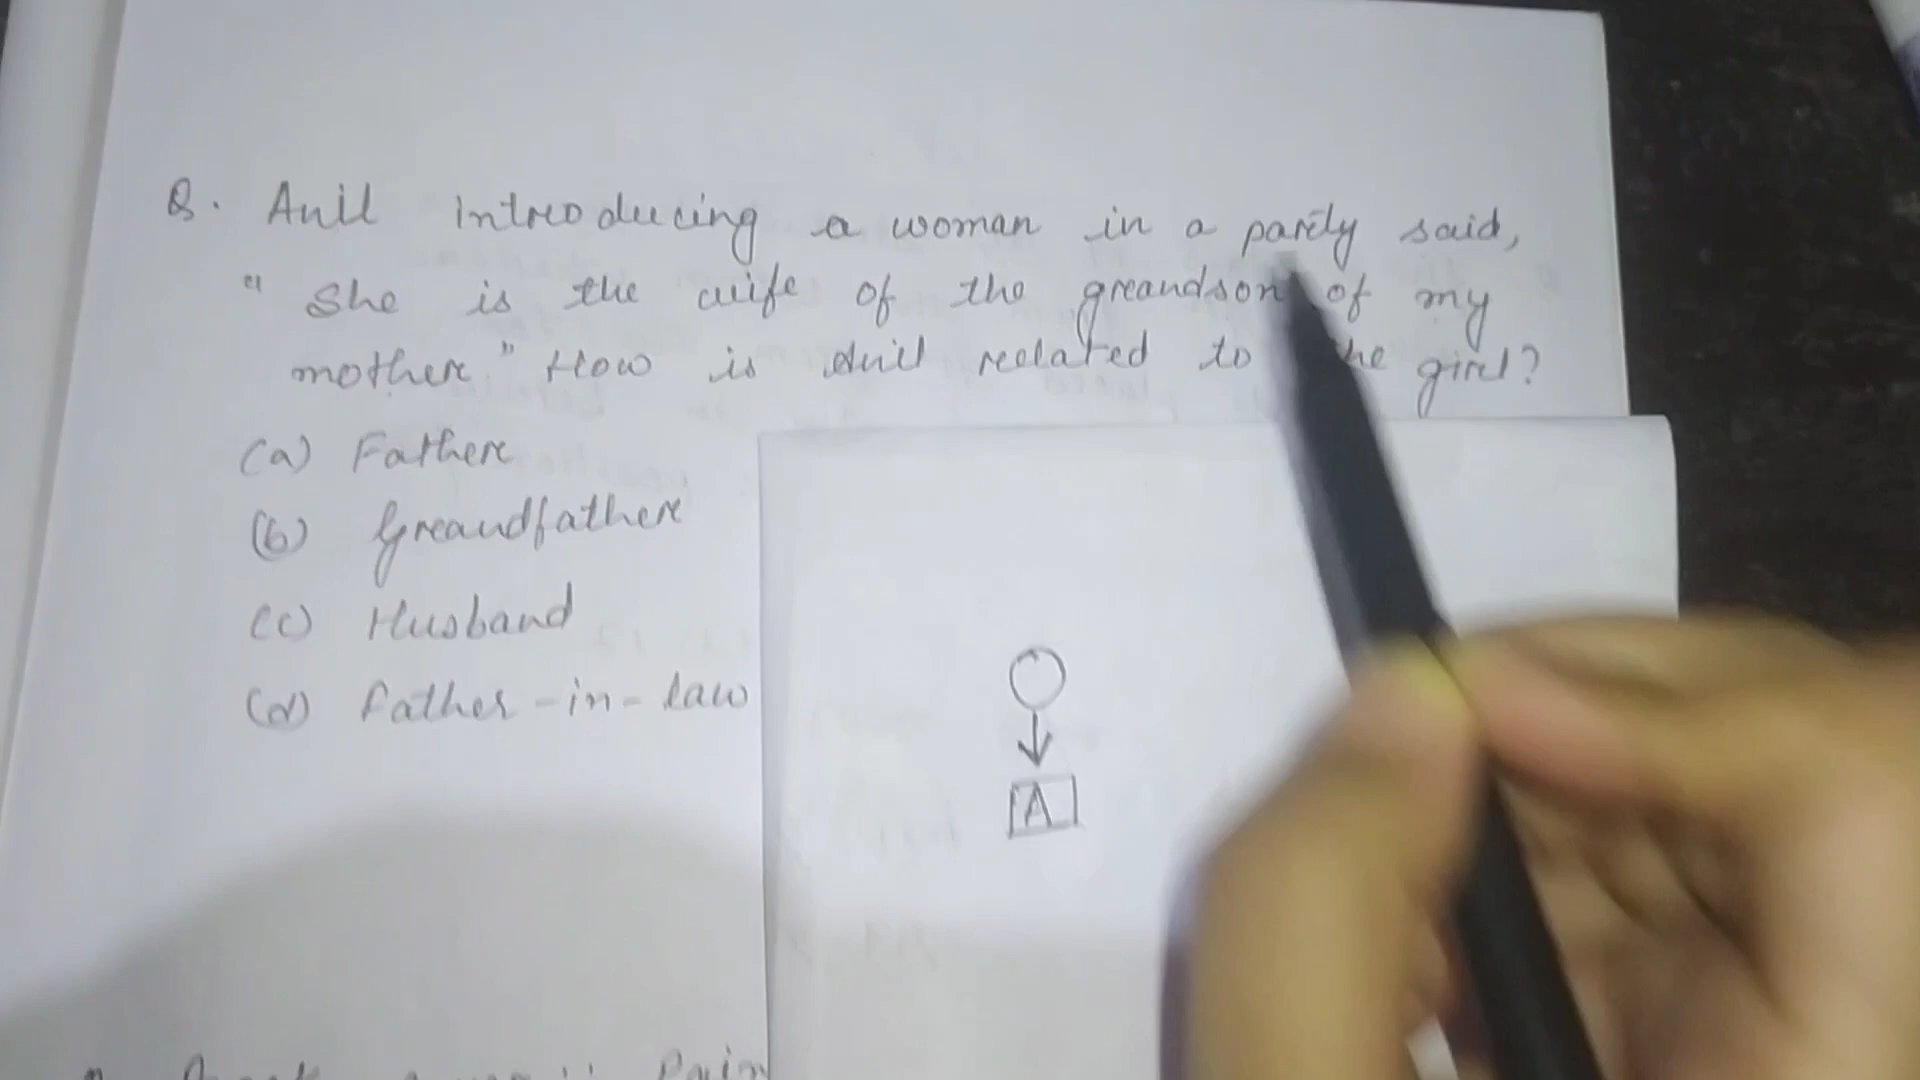 Q. Anil introducing a woman in a party said,
" She is the wife of the grandson of my
mother " How is Anil related to the girl?
(a) Father
(b) Grandfather
(c) Husband
(d) Father-in-law
A